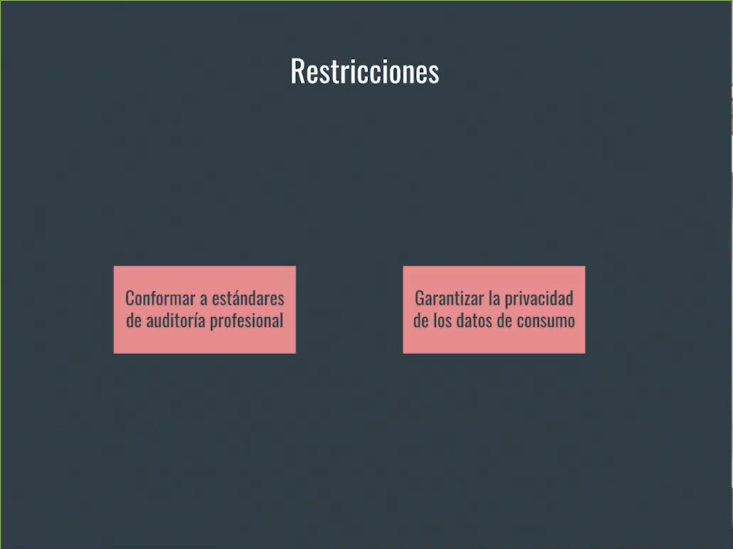 Restricciones
Conformar a estándares
de auditoría profesional
Garantizar la privacidad
de los datos de consumo